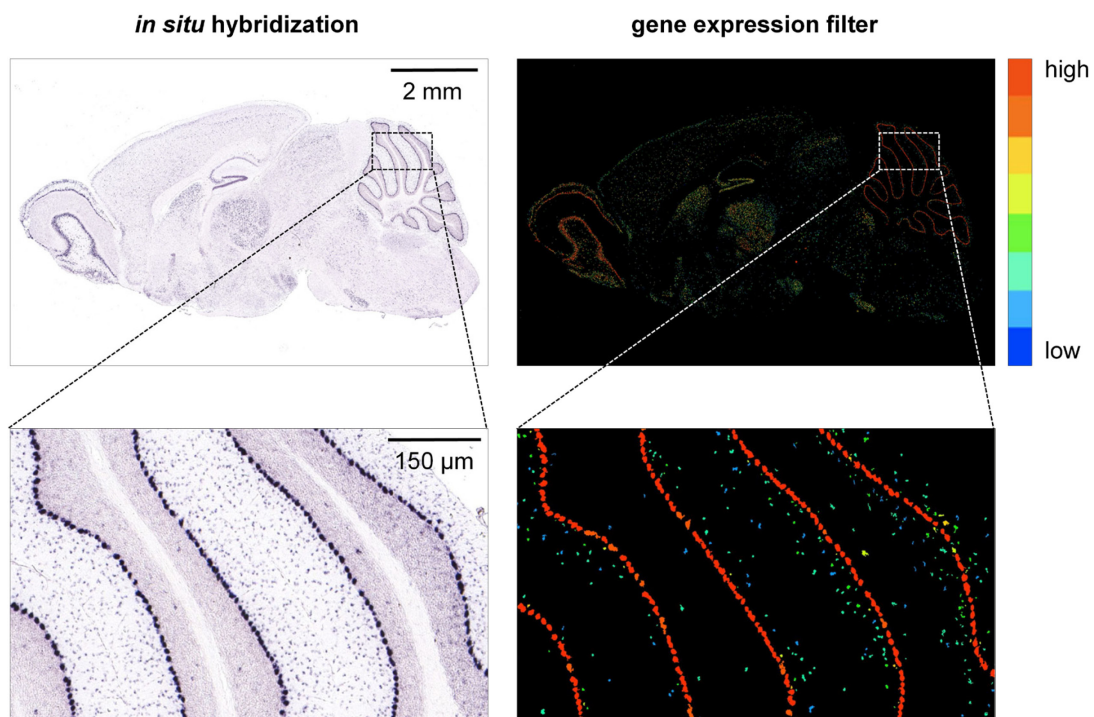 in situ hybridization
gene expression filter
2 mm
high
low
150 µm